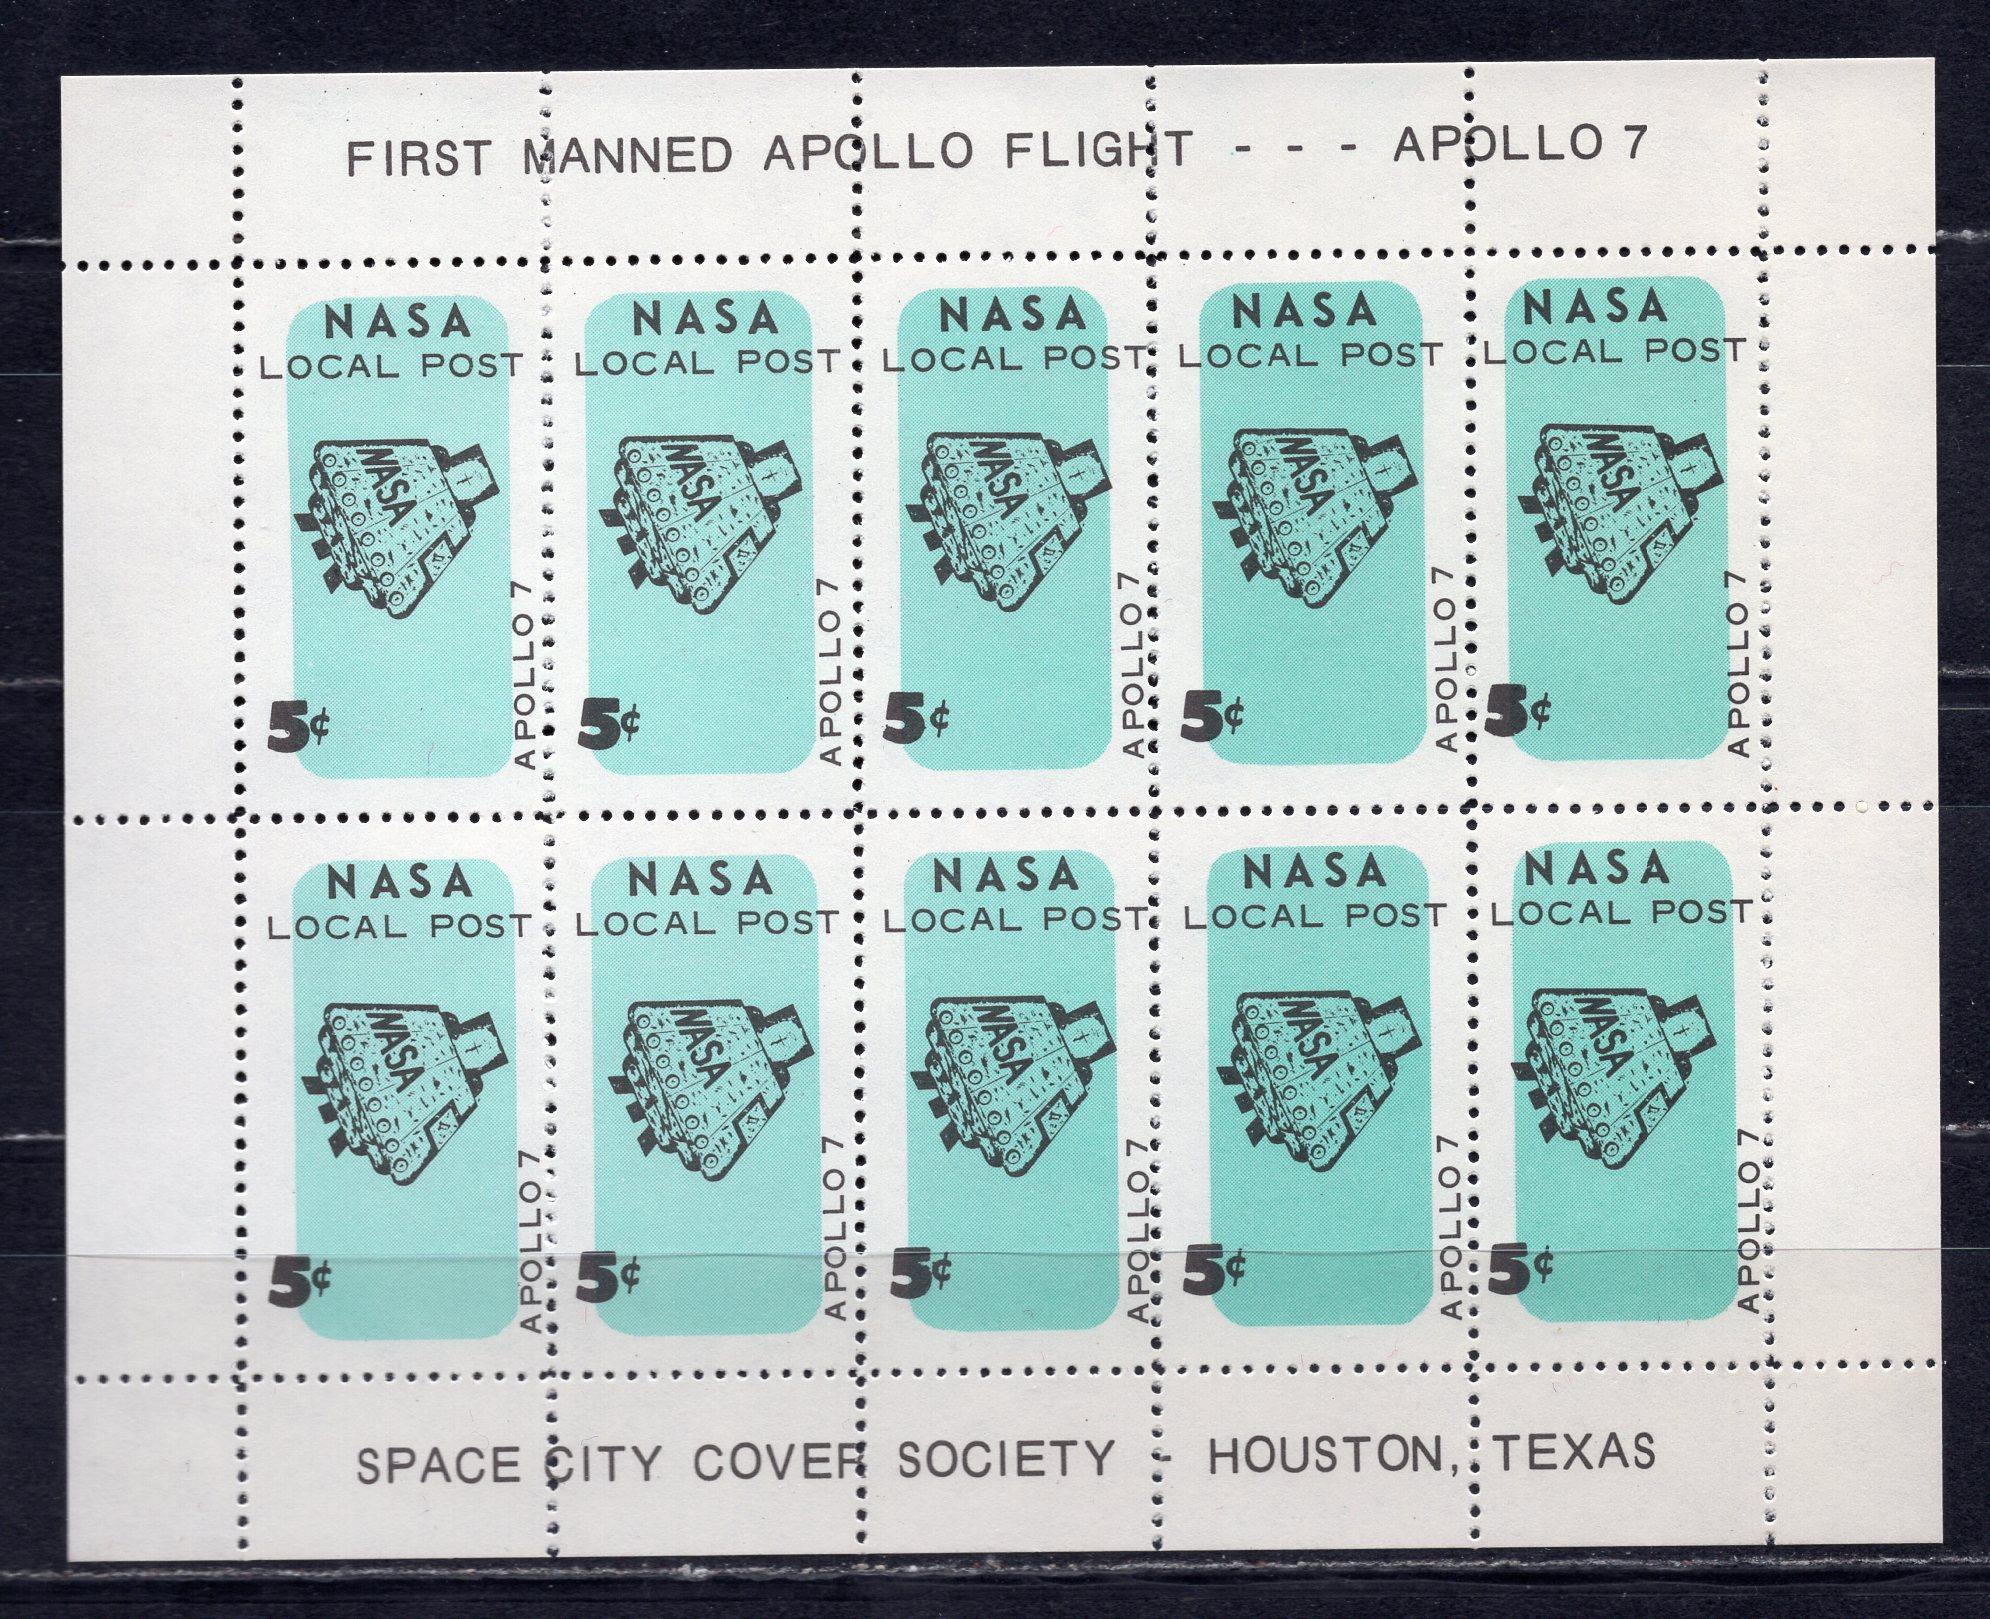 FIRST MANNED APOLLO FLIGHT - - - APOLLO 7
NASA NASA NASA NASA NASA
LOCAL POST LOCAL POST LOCAL POST LOCAL POST LOCAL POST
NASA NASA NASA NASA NASA
APOLLO 7 APOLLO 7 APOLLO 7 APOLLO 7 APOLLO 7
5¢ 5¢ 5¢ 5¢ 5¢
NASA NASA NASA NASA NASA
LOCAL POST LOCAL POST LOCAL POST LOCAL POST LOCAL POST
NASA NASA NASA NASA NASA
APOLLO 7 APOLLO 7 APOLLO 7 APOLLO 7 APOLLO 7
5¢ 5¢ 5¢ 5¢ 5¢
SPACE CITY COVER SOCIETY - HOUSTON, TEXAS